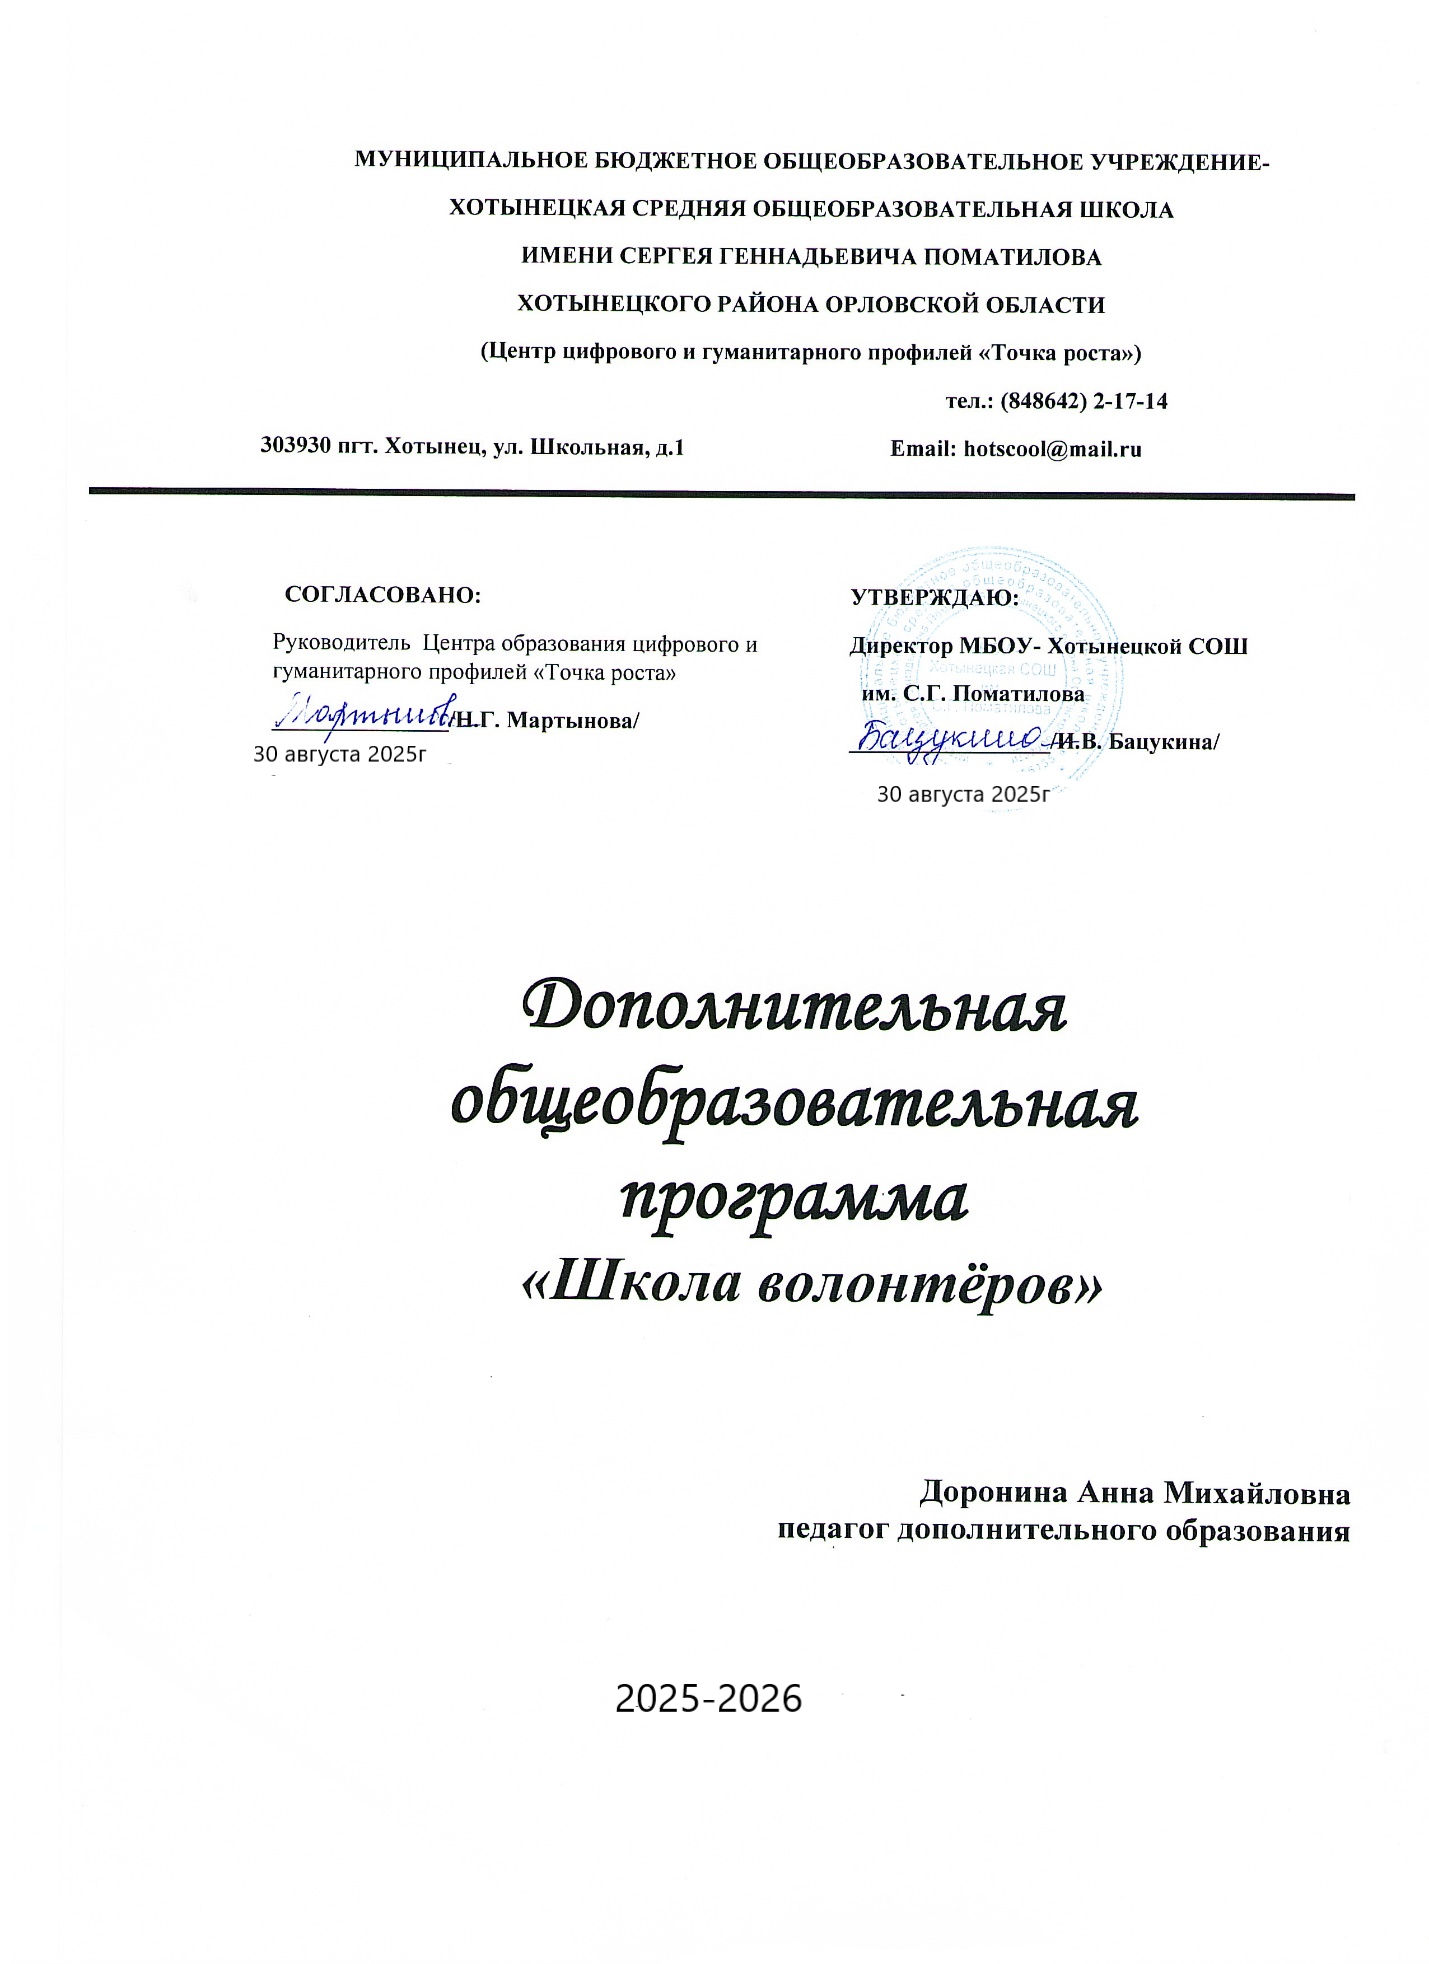 МУНИЦИПАЛЬНОЕ БЮДЖЕТНОЕ ОБЩЕОБРАЗОВАТЕЛЬНОЕ УЧРЕЖДЕНИЕ-
ХОТЫНЕЦКАЯ СРЕДНЯЯ ОБЩЕОБРАЗОВАТЕЛЬНАЯ ШКОЛА
ИМЕНИ СЕРГЕЯ ГЕННАДЬЕВИЧА ПОМАТИЛОВА
ХОТЫНЕЦКОГО РАЙОНА ОРЛОВСКОЙ ОБЛАСТИ
(Центр цифрового и гуманитарного профилей «Точка роста»)
тел.: (848642) 2-17-14
303930 пгт. Хотынец, ул. Школьная, д.1
Email: hotscool@mail.ru
СОГЛАСОВАНО:
Руководитель Центра образования цифрового и
гуманитарного профилей «Точка роста»
/Н.Г. Мартынова/
30 августа 2025г
УТВЕРЖДАЮ:
Директор МБОУ- Хотынецкой СОШ
им. С.Г. Поматилова
/И.В. Бацукина/
30 августа 2025г
Хотынецкая СОШ
С.Г. Поматилова
Дополнительная
общеобразовательная
программа
«Школа волонтёров»
Доронина Анна Михайловна
педагог дополнительного образования
2025-2026